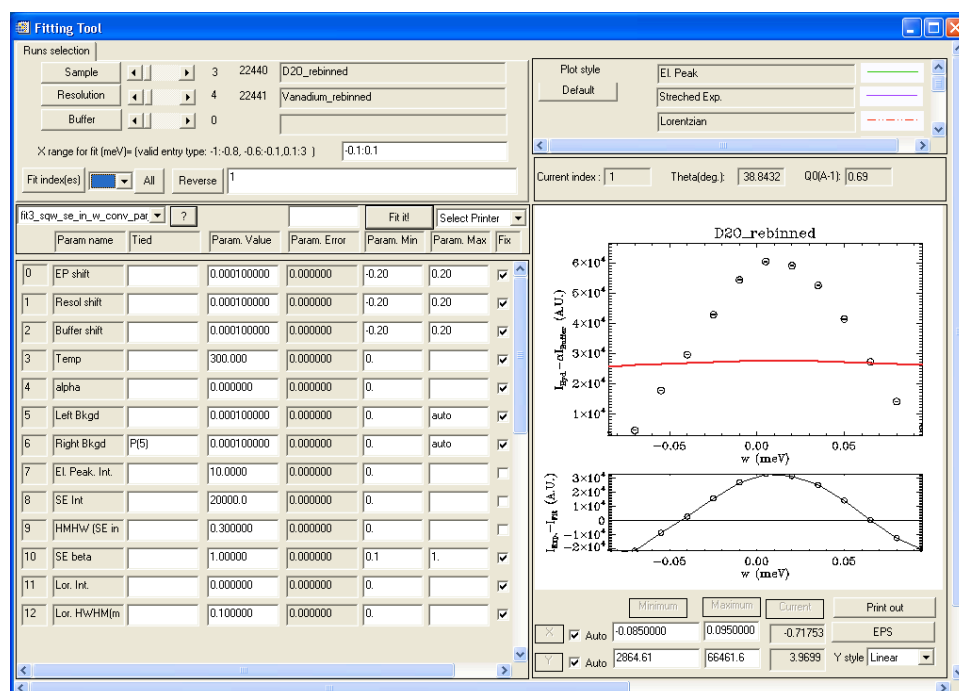 Fitting Tool
Runs selection
Sample 3 22440 D2O_rebinned
Resolution 4 22441 Vanadium_rebinned
Buffer 0
X range for fit (meV)= (valid entry type: -1:-0.8, -0.6:-0.1,0.1:3 ) -0.1:0.1
Fit index(es) All Reverse 1
Plot style El. Peak
Default Streched Exp.
Lorentzian
Current index : 1 Theta(deg.): 38.8432 Q0(A-1): 0.69
fit3_sqw_se_in_w_conv_par ? Fit it! Select Printer
Param name Tied Param. Value Param. Error Param. Min Param. Max Fix
0 EP shift 0.000100000 0.000000 -0.20 0.20
1 Resol shift 0.000100000 0.000000 -0.20 0.20
2 Buffer shift 0.000100000 0.000000 -0.20 0.20
3 Temp 300.000 0.000000 0.
4 alpha 0.000000 0.000000 0.
5 Left Bkgd 0.000100000 0.000000 0. auto
6 Right Bkgd P(5) 0.000100000 0.000000 0. auto
7 El. Peak. Int. 10.0000 0.000000 0.
8 SE Int 20000.0 0.000000 0.
9 HMHW (SE in 0.300000 0.000000 0.
10 SE beta 1.00000 0.000000 0.1 1.
11 Lor. Int. 0.000000 0.000000 0.
12 Lor. HWHM(m 0.100000 0.000000 0.
D2O_rebinned
I_Hyd.-αI_Buffer (A.U.)
6×10⁴
5×10⁴
4×10⁴
3×10⁴
2×10⁴
1×10⁴
-0.05 0.00 0.05
w (meV)
I_Exp.-I_Fit (A.U.)
3×10⁴
2×10⁴
1×10⁴
0
-1×10⁴
-2×10⁴
-0.05 0.00 0.05
w (meV)
Minimum Maximum Current Print out
X Auto -0.0850000 0.0950000 -0.71753 EPS
Y Auto 2864.61 66461.6 3.9699 Y style Linear